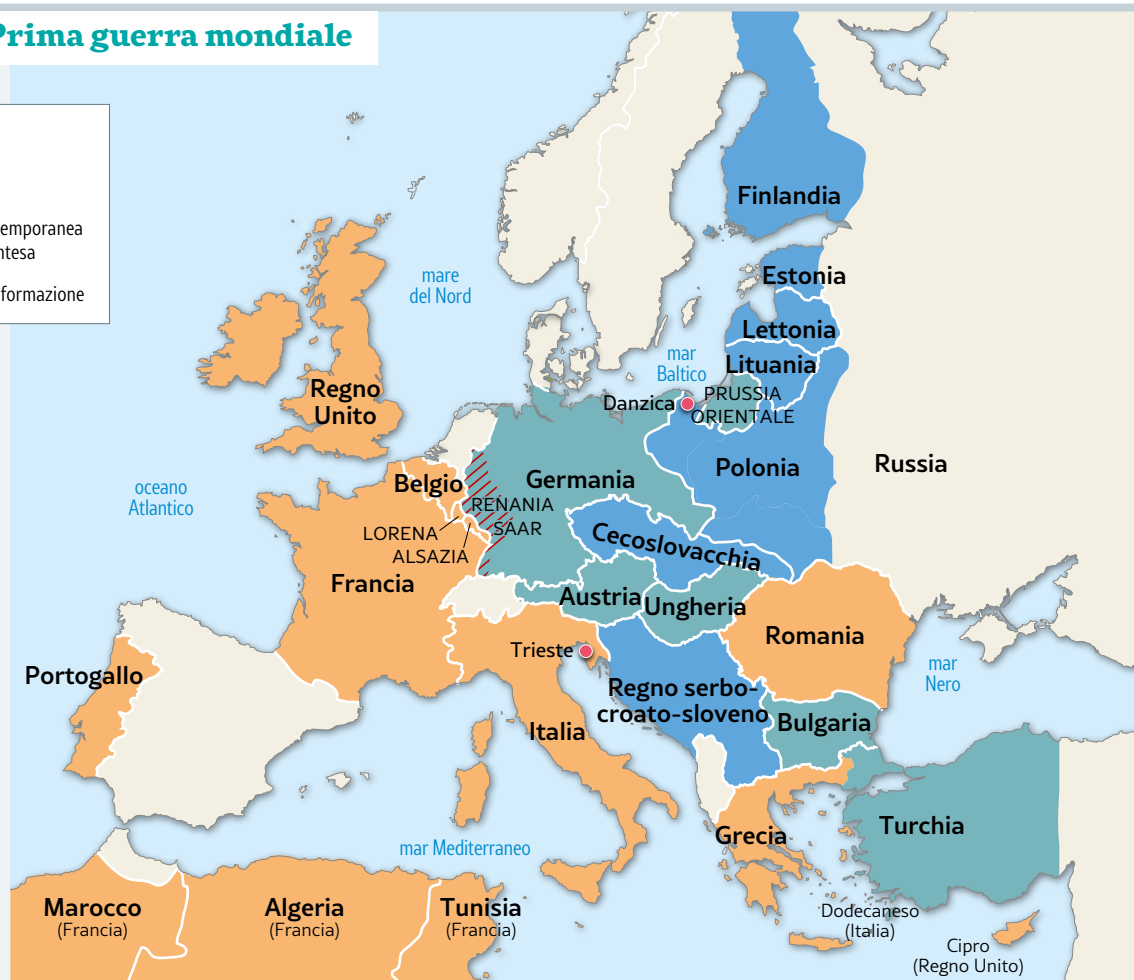 Prima guerra mondiale
temporanea
Intesa
formazione
Finlandia
Estonia
Lettonia
Lituania
mare
del Nord
mar
Baltico
Danzica
PRUSSIA
ORIENTALE
Regno
Unito
Polonia
Russia
Germania
Belgio
oceano
Atlantico
RENANIA
SAAR
LORENA
ALSAZIA
Cecoslovacchia
Francia
Austria
Ungheria
Romania
Trieste
Portogallo
mar
Nero
Regno serbo-
croato-sloveno
Italia
Bulgaria
Turchia
Grecia
mar Mediterraneo
Marocco
(Francia)
Algeria
(Francia)
Tunisia
(Francia)
Dodecaneso
(Italia)
Cipro
(Regno Unito)